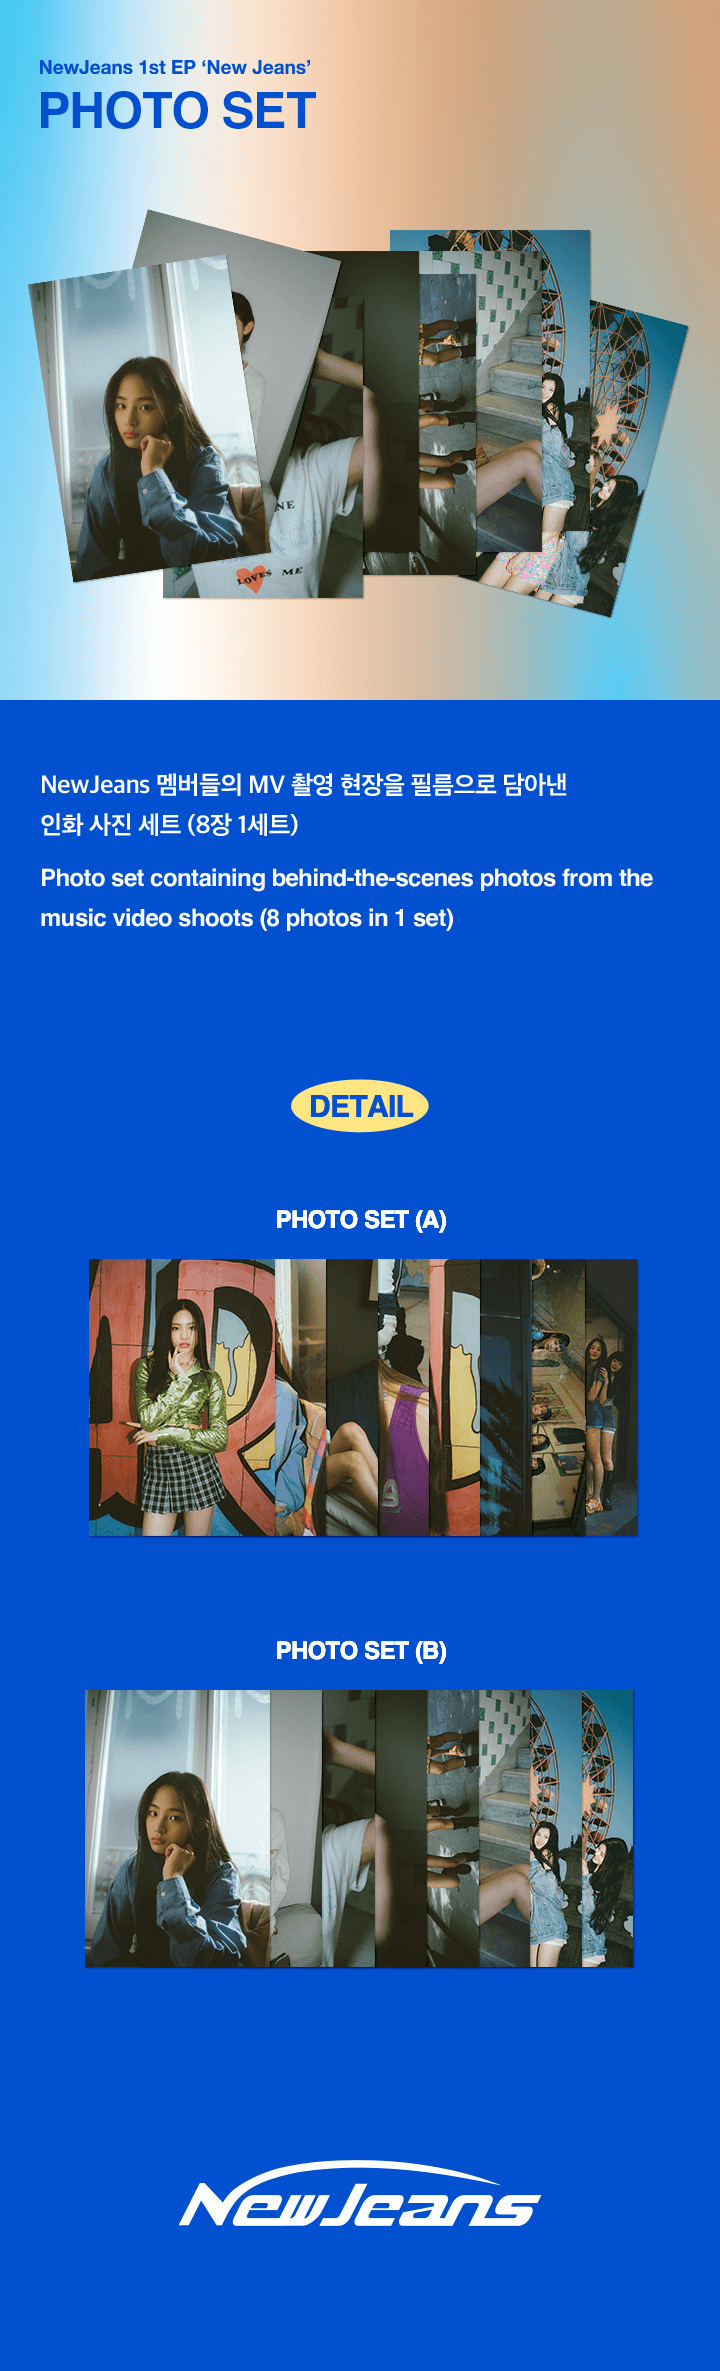 NewJeans 1st EP ‘New Jeans’
PHOTO SET
NE
LOVES ME
NewJeans 멤버들의 MV 촬영 현장을 필름으로 담아낸
인화 사진 세트 (8장 1세트)
Photo set containing behind-the-scenes photos from the
music video shoots (8 photos in 1 set)
DETAIL
PHOTO SET (A)
PHOTO SET (B)
NewJeans